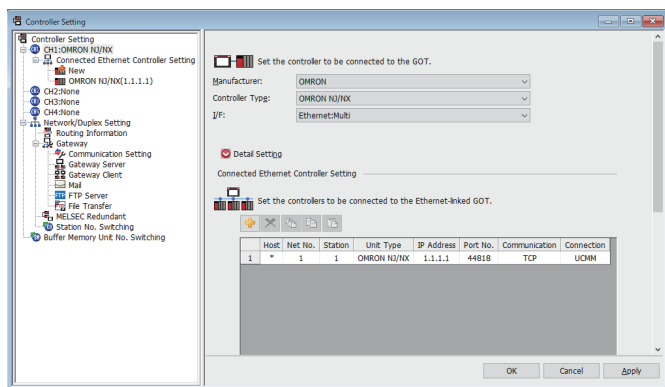 Controller Setting
Controller Setting
CH1:OMRON NJ/NX
Connected Ethernet Controller Setting
New
OMRON NJ/NX(1.1.1.1)
CH2:None
CH3:None
CH4:None
Network/Duplex Setting
Routing Information
Gateway
Communication Setting
Gateway Server
Gateway Client
Mail
FTP Server
File Transfer
MELSEC Redundant
Station No. Switching
Buffer Memory Unit No. Switching
Set the controller to be connected to the GOT.
Manufacturer: OMRON
Controller Type: OMRON NJ/NX
I/F: Ethernet:Multi
Detail Setting
Connected Ethernet Controller Setting
Set the controllers to be connected to the Ethernet-linked GOT.
Host Net No. Station Unit Type IP Address Port No. Communication Connection
1 * 1 1 OMRON NJ/NX 1.1.1.1 44818 TCP UCMM
OK Cancel Apply